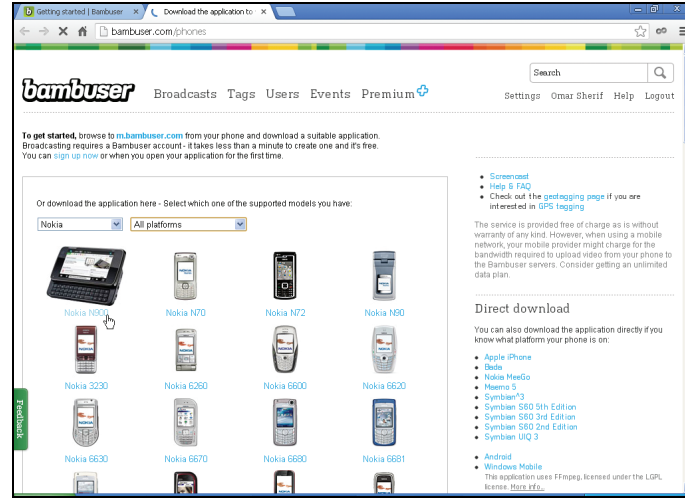 Getting started | Bambuser
Download the application to
bambuser.com/phones
Search
bambuser
Broadcasts Tags Users Events Premium
Settings Omar Sherif Help Logout
To get started, browse to m.bambuser.com from your phone and download a suitable application.
Broadcasting requires a Bambuser account - it takes less than a minute to create one and it's free.
You can sign up now or when you open your application for the first time.
Or download the application here - Select which one of the supported models you have:
Nokia
All platforms
Nokia N900
Nokia N70
Nokia N72
Nokia N90
Nokia 3230
Nokia 6260
Nokia 6600
Nokia 6620
Nokia 6630
Nokia 6670
Nokia 6680
Nokia 6681
Feedback
Screencast
Help & FAQ
Check out the geotagging page if you are
interested in GPS tagging
The service is provided free of charge as is without
warranty of any kind. However, when using a mobile
network, your mobile provider might charge for the
bandwidth required to upload video from your phone to
the Bambuser servers. Consider getting an unlimited
data plan.
Direct download
You can also download the application directly if you
know what platform your phone is on:
Apple iPhone
Bada
Nokia MeeGo
Maemo 5
Symbian^3
Symbian S60 5th Edition
Symbian S60 3rd Edition
Symbian S60 2nd Edition
Symbian UIQ 3
Android
Windows Mobile
This application uses FFmpeg, licensed under the LGPL
license. More info..